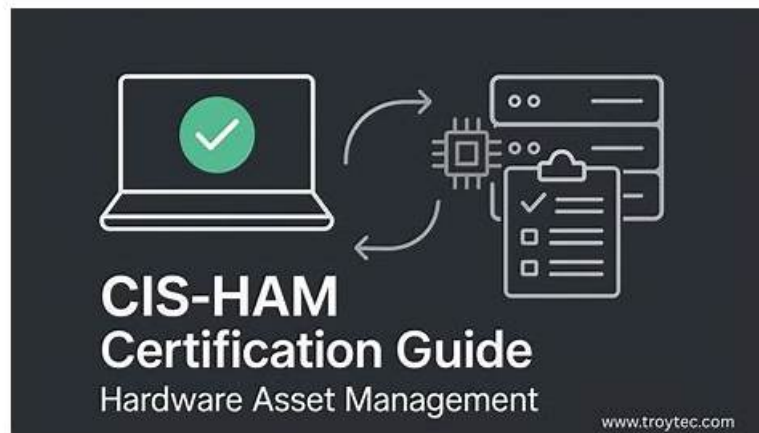 CIS-HAM
Certification Guide
Hardware Asset Management
www.troytec.com